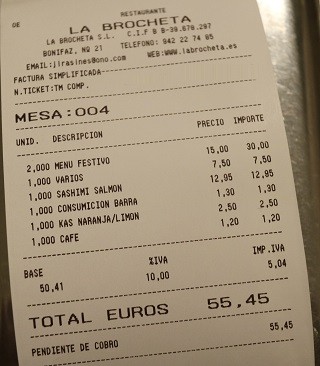 DE
RESTAURANTE
LA BROCHETA
LA BROCHETA S.L. C.I.F B B-39.678.297
BONIFAZ, Nº 21 TELEFONO: 942 22 74 85
EMAIL:jlrasines@ono.com WEB:WWW.labrocheta.es
FACTURA SIMPLIFICADA
N.TICKET:TM COMP.
MESA:004
UNID. DESCRIPCION PRECIO IMPORTE
2,000 MENU FESTIVO 15,00 30,00
1,000 VARIOS 7,50 7,50
1,000 SASHIMI SALMON 12,95 12,95
1,000 CONSUMICION BARRA 1,30 1,30
1,000 KAS NARANJA/LIMON 2,50 2,50
1,000 CAFE 1,20 1,20
BASE %IVA IMP.IVA
50,41 10,00 5,04
TOTAL EUROS 55,45
PENDIENTE DE COBRO 55,45